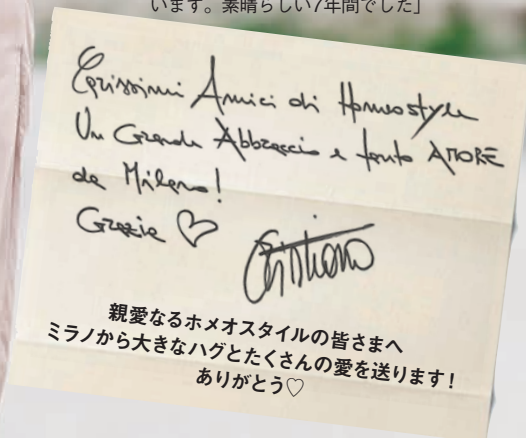 います。素晴らしい7年間でした」
Carissimi Amici di Homeostyle
Un Grande Abbraccio e tanto AMORE
da Milano!
Grazie ♡
Cristiano
親愛なるホメオスタイルの皆さまへ
ミラノから大きなハグとたくさんの愛を送ります!
ありがとう♡